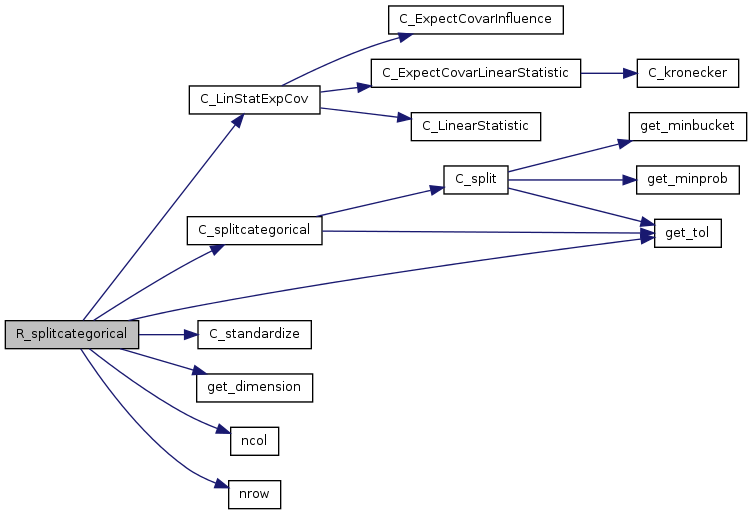 C_ExpectCovarInfluence
C_ExpectCovarLinearStatistic
C_kronecker
C_LinStatExpCov
C_LinearStatistic
get_minbucket
C_split
get_minprob
C_splitcategorical
get_tol
R_splitcategorical
C_standardize
get_dimension
ncol
nrow